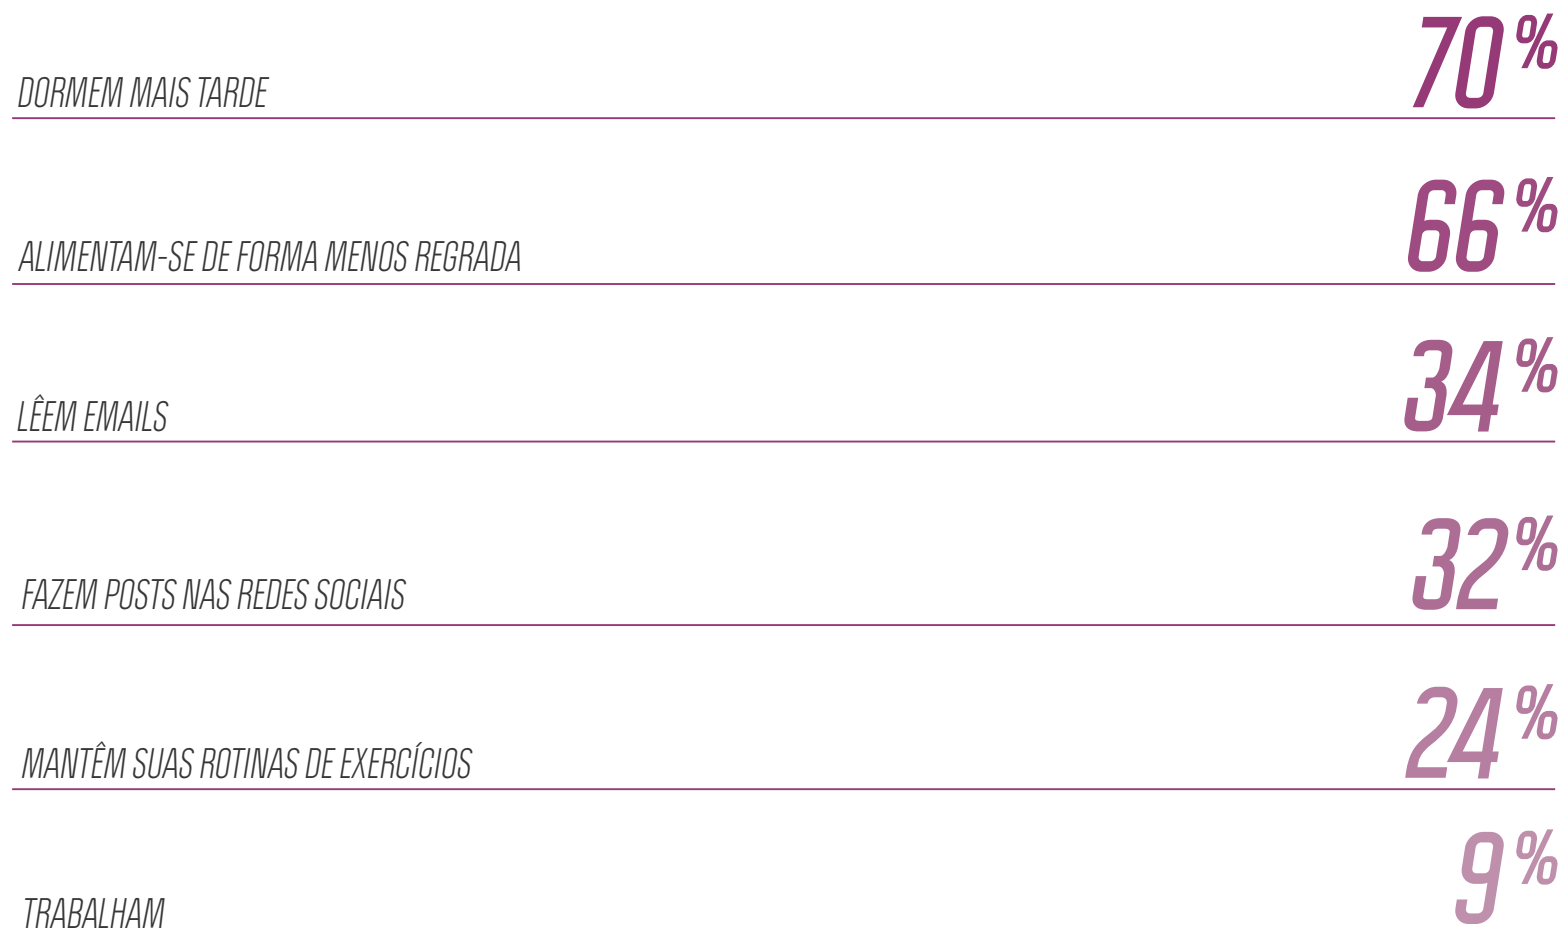 DORMEM MAIS TARDE 70%
ALIMENTAM-SE DE FORMA MENOS REGRADA 66%
LÊEM EMAILS 34%
FAZEM POSTS NAS REDES SOCIAIS 32%
MANTÊM SUAS ROTINAS DE EXERCÍCIOS 24%
TRABALHAM 9%